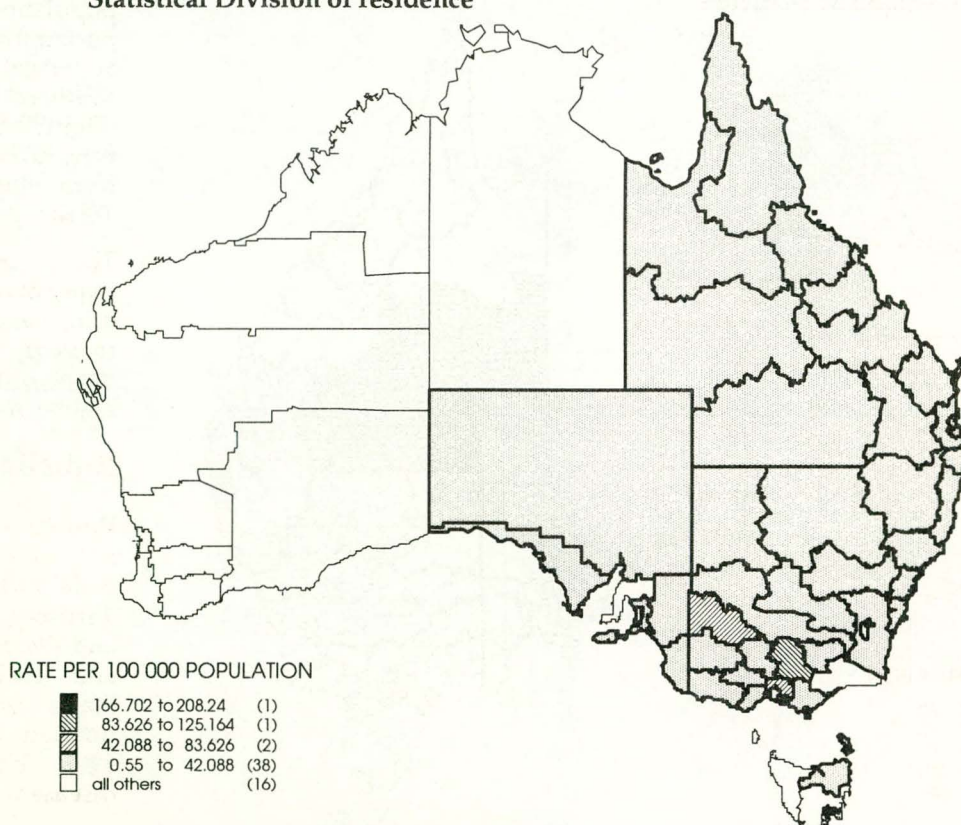 Statistical Division of residence
RATE PER 100 000 POPULATION
166.702 to 208.24 (1)
83.626 to 125.164 (1)
42.088 to 83.626 (2)
0.55 to 42.088 (38)
all others (16)